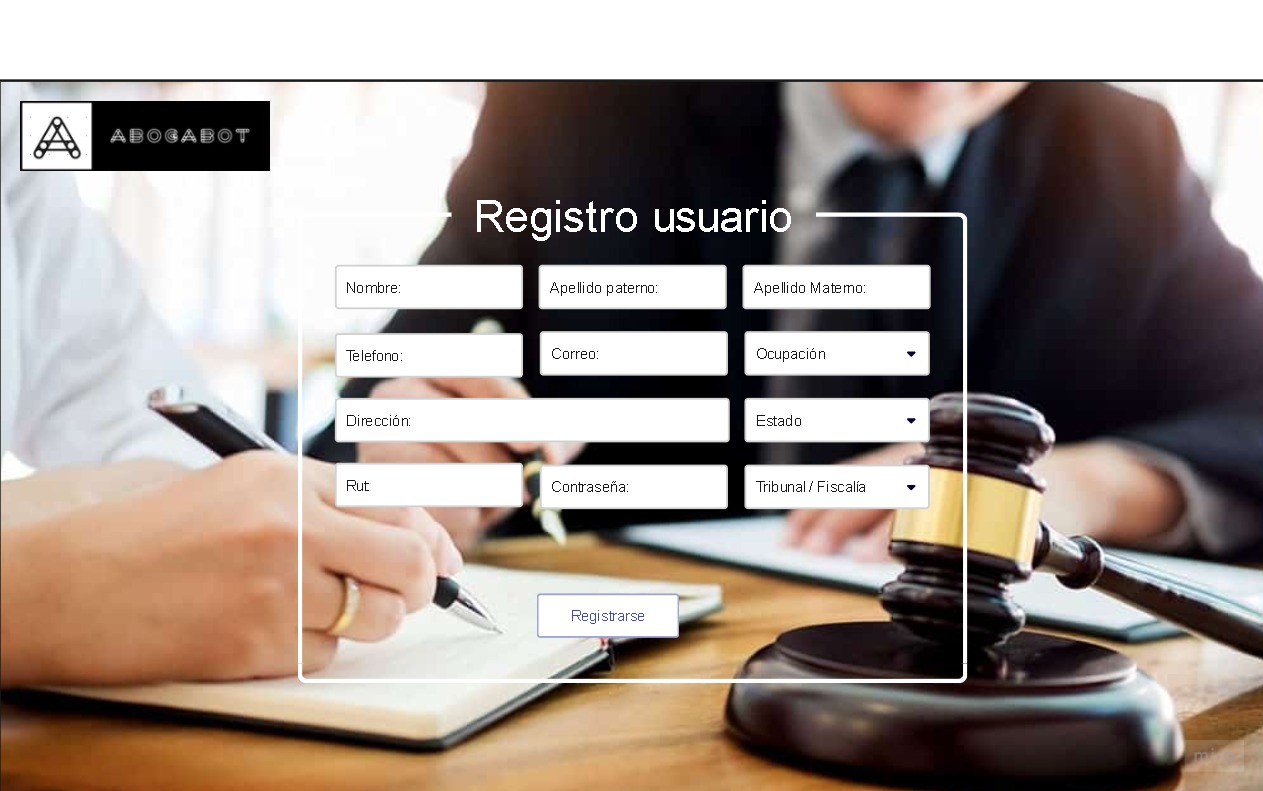 ABOGABOT
Registro usuario
Nombre:
Apellido paterno:
Apellido Materno:
Telefono:
Correo:
Ocupación
Dirección:
Estado
Rut:
Contraseña:
Tribunal / Fiscalía
Registrarse